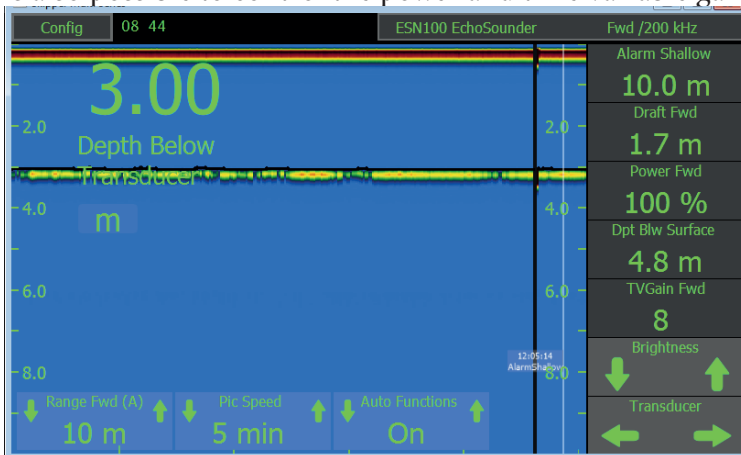 Config 08 44 ESN100 EchoSounder Fwd /200 kHz
3.00
Depth Below
Transducer
m
2.0 2.0
4.0 4.0
6.0 6.0
8.0 8.0
12:05:14
AlarmShallow
Range Fwd (A) Pic Speed Auto Functions
10 m 5 min On
Alarm Shallow
10.0 m
Draft Fwd
1.7 m
Power Fwd
100 %
Dpt Blw Surface
4.8 m
TVGain Fwd
8
Brightness
Transducer